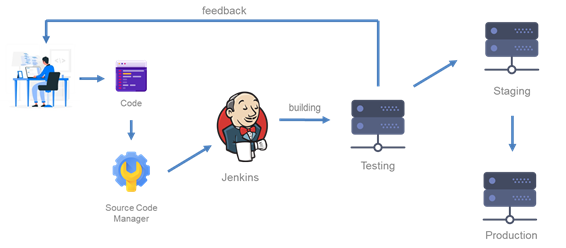 feedback
Code
building
Staging
Testing
Jenkins
Source Code
Manager
Production